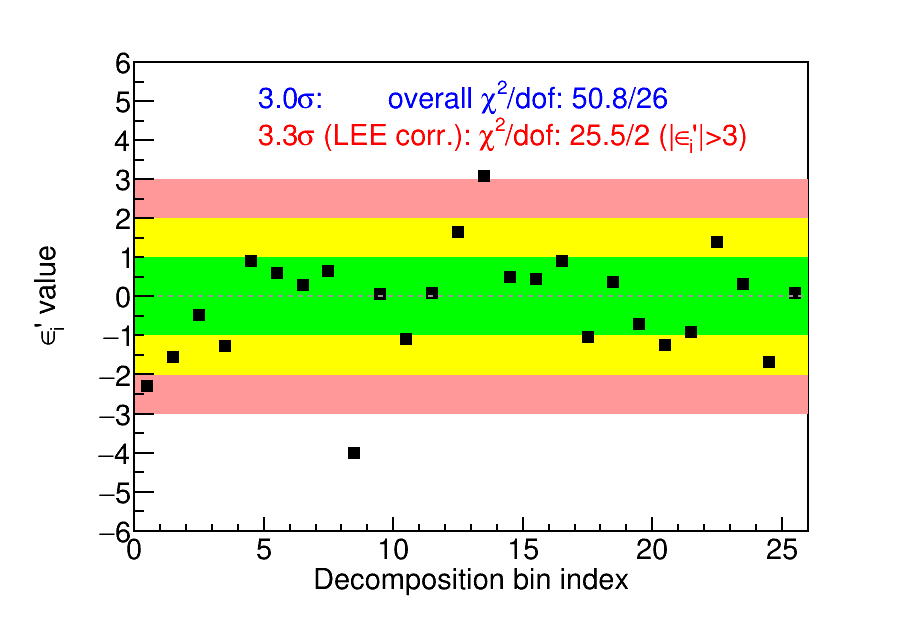 3.0σ: overall χ²/dof: 50.8/26
3.3σ (LEE corr.): χ²/dof: 25.5/2 (|ϵᵢ'|>3)
6
5
4
3
2
1
0
−1
−2
−3
−4
−5
−6
ϵᵢ' value
0 5 10 15 20 25
Decomposition bin index